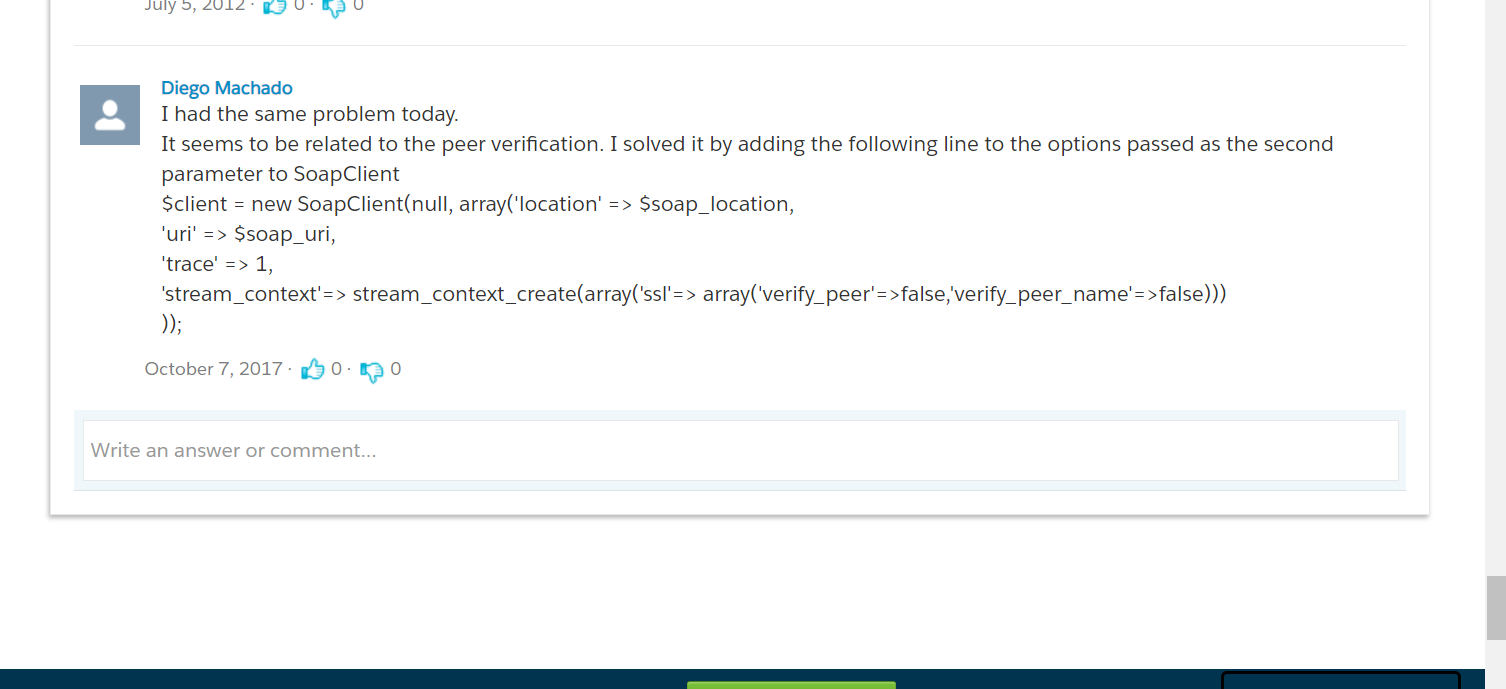 July 5, 2012 · 0 · 0
Diego Machado
I had the same problem today.
It seems to be related to the peer verification. I solved it by adding the following line to the options passed as the second
parameter to SoapClient
$client = new SoapClient(null, array('location' => $soap_location,
'uri' => $soap_uri,
'trace' => 1,
'stream_context'=> stream_context_create(array('ssl'=> array('verify_peer'=>false,'verify_peer_name'=>false)))
));
October 7, 2017 · 0 · 0
Write an answer or comment...